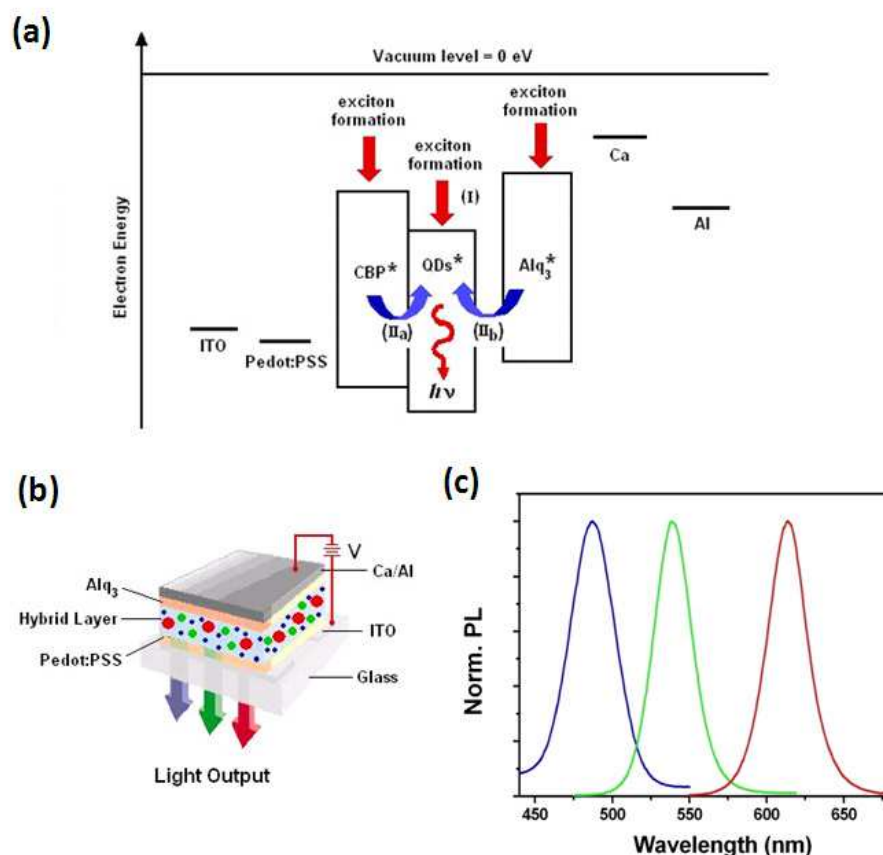 (a)
Vacuum level = 0 eV
exciton
formation
exciton
formation
exciton
formation
(I)
Ca
Al
Electron Energy
CBP*
QDs*
Alq3*
(IIa)
(IIb)
ITO
Pedot:PSS
hν
(b)
V
Ca/Al
Alq3
Hybrid Layer
ITO
Pedot:PSS
Glass
Light Output
(c)
Norm. PL
450
500
550
600
650
Wavelength (nm)